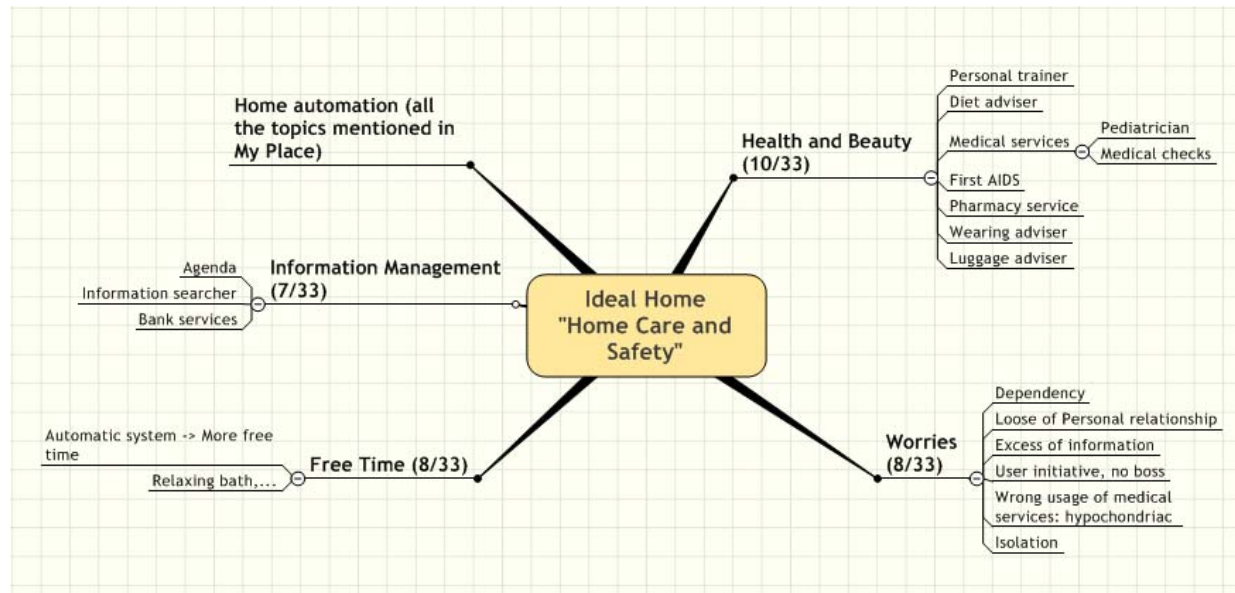 Ideal Home
"Home Care and
Safety"
Home automation (all
the topics mentioned in
My Place)
Information Management
(7/33)
Agenda
Information searcher
Bank services
Free Time (8/33)
Automatic system -> More free
time
Relaxing bath,...
Health and Beauty
(10/33)
Personal trainer
Diet adviser
Medical services
Pediatrician
Medical checks
First AIDS
Pharmacy service
Wearing adviser
Luggage adviser
Worries
(8/33)
Dependency
Loose of Personal relationship
Excess of information
User initiative, no boss
Wrong usage of medical
services: hypochondriac
Isolation